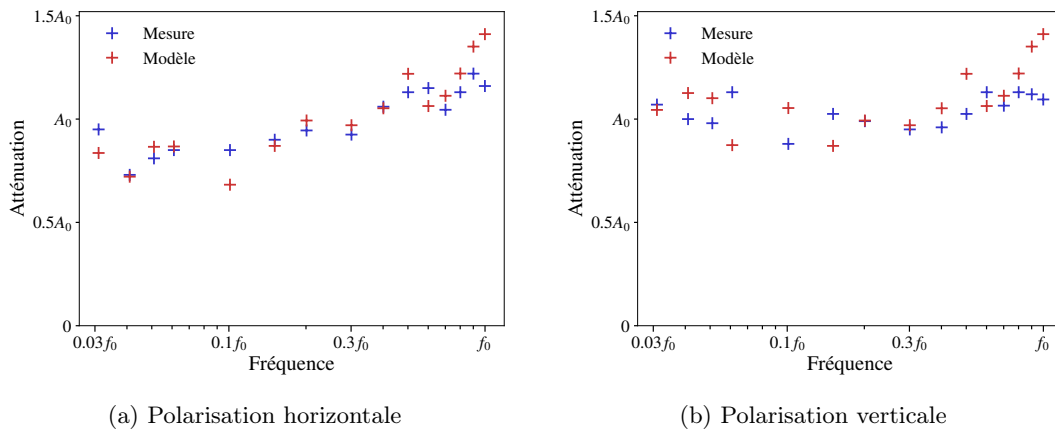 1.5A₀
A₀
0.5A₀
0
Atténuation
Mesure
Modèle
0.03f₀
0.1f₀
0.3f₀
f₀
Fréquence
(a) Polarisation horizontale
1.5A₀
A₀
0.5A₀
0
Atténuation
Mesure
Modèle
0.03f₀
0.1f₀
0.3f₀
f₀
Fréquence
(b) Polarisation verticale